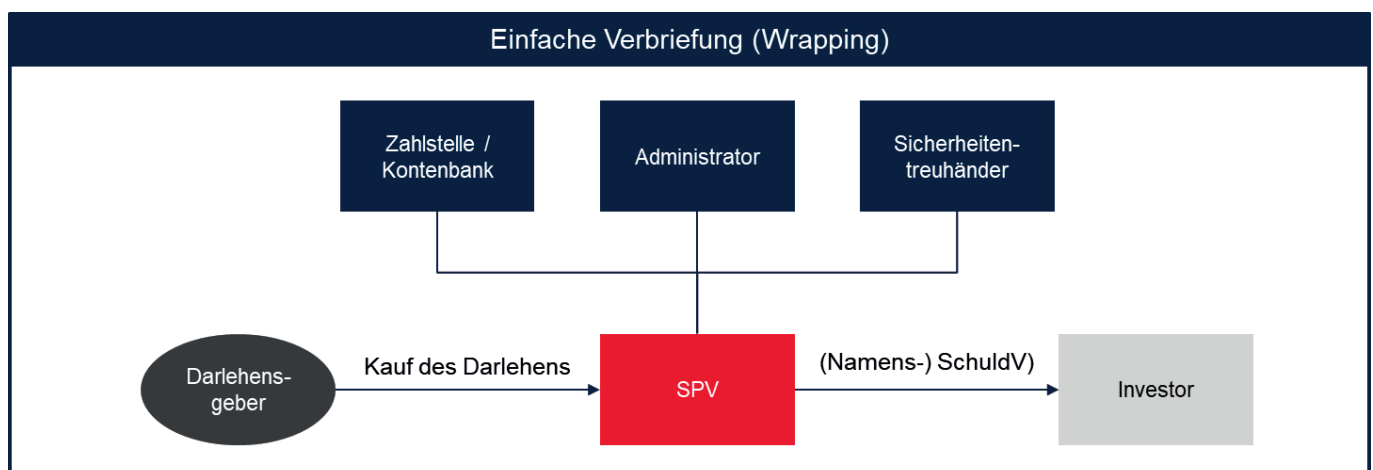 Einfache Verbriefung (Wrapping)
Zahlstelle /
Kontenbank
Administrator
Sicherheiten-
treuhänder
Darlehens-
geber
Kauf des Darlehens
SPV
(Namens-) SchuldV)
Investor